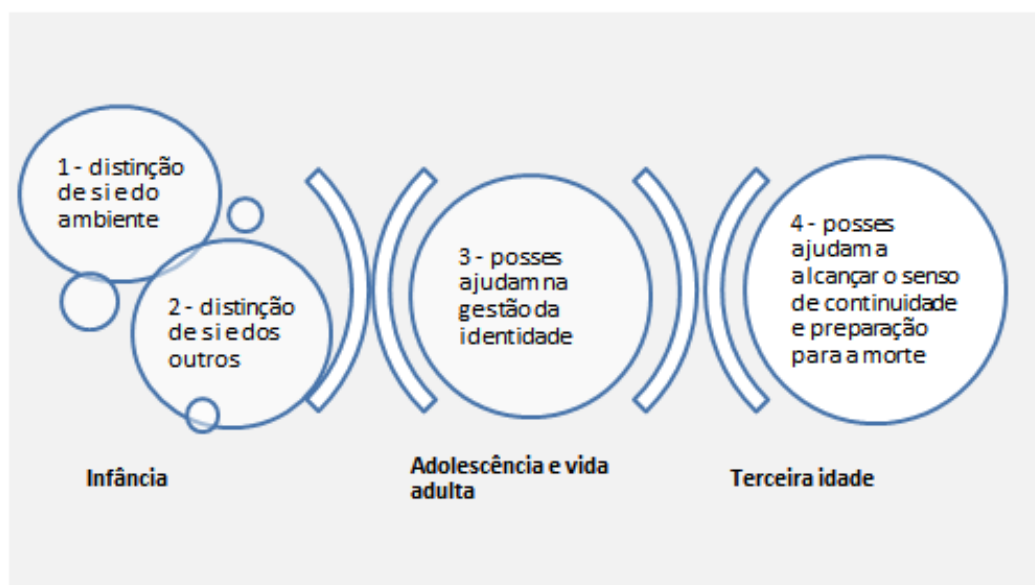 1 - distinção
de si e do
ambiente
2 - distinção
de si e dos
outros
3 - posses
ajudam na
gestão da
identidade
4 - posses
ajudam a
alcançar o senso
de continuidade
e preparação
para a morte
Infância
Adolescência e vida
adulta
Terceira idade